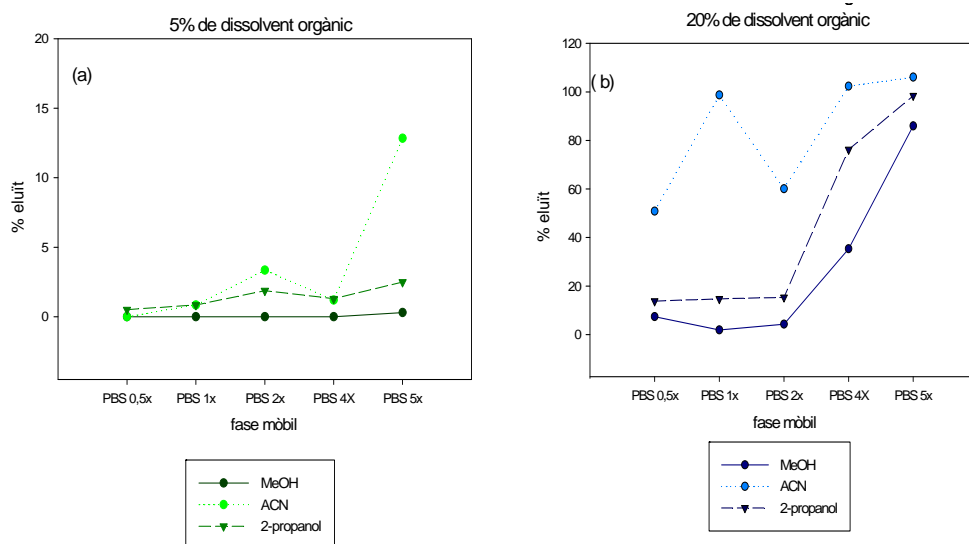 5% de dissolvent orgànic
(a)
% eluït
20
15
10
5
0
PBS 0,5x PBS 1x PBS 2x PBS 4X PBS 5x
fase mòbil
MeOH
ACN
2-propanol
20% de dissolvent orgànic
( b)
% eluït
120
100
80
60
40
20
0
PBS 0,5x PBS 1x PBS 2x PBS 4X PBS 5x
fase mòbil
MeOH
ACN
2-propanol